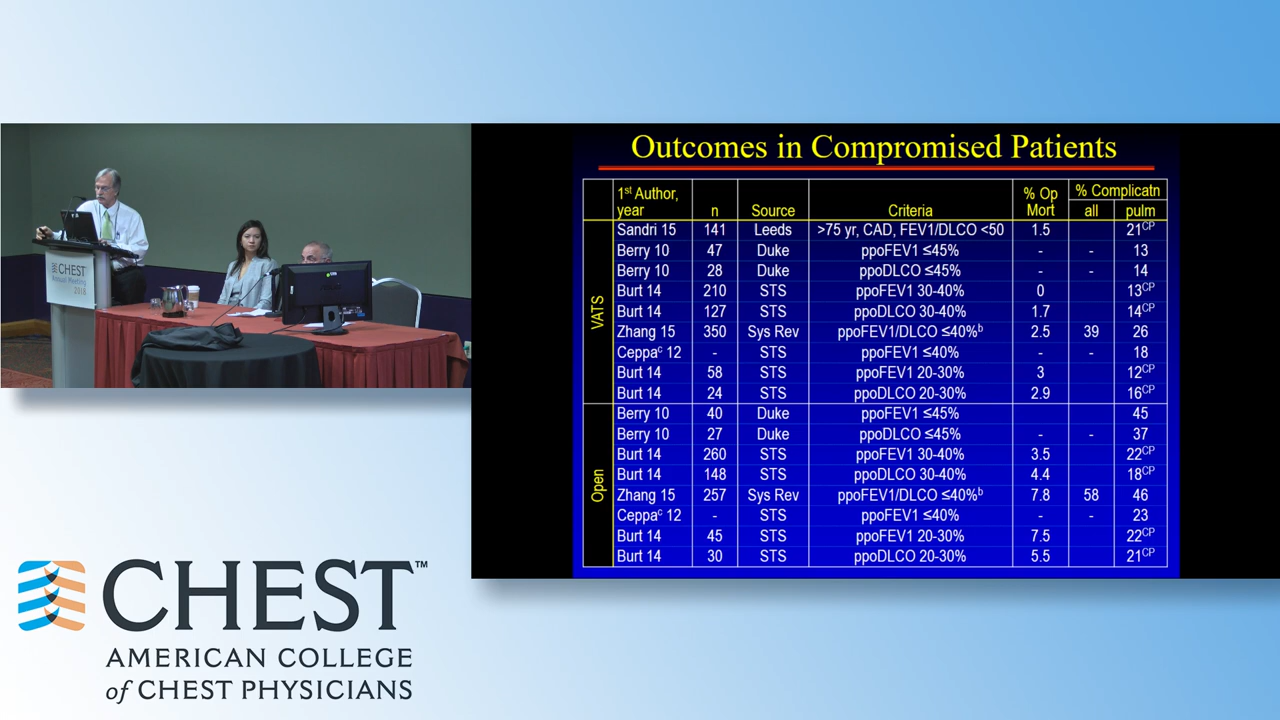 CHEST
Annual Meeting
2018
Outcomes in Compromised Patients
1st Author, year n Source Criteria % Op Mort % Complicatn all pulm
VATS
Sandri 15 141 Leeds >75 yr, CAD, FEV1/DLCO <50 1.5 21CP
Berry 10 47 Duke ppoFEV1 ≤45% - - 13
Berry 10 28 Duke ppoDLCO ≤45% - - 14
Burt 14 210 STS ppoFEV1 30-40% 0 13CP
Burt 14 127 STS ppoDLCO 30-40% 1.7 14CP
Zhang 15 350 Sys Rev ppoFEV1/DLCO ≤40%b 2.5 39 26
Ceppac 12 - STS ppoFEV1 ≤40% - - 18
Burt 14 58 STS ppoFEV1 20-30% 3 12CP
Burt 14 24 STS ppoDLCO 20-30% 2.9 16CP
Open
Berry 10 40 Duke ppoFEV1 ≤45% 45
Berry 10 27 Duke ppoDLCO ≤45% - - 37
Burt 14 260 STS ppoFEV1 30-40% 3.5 22CP
Burt 14 148 STS ppoDLCO 30-40% 4.4 18CP
Zhang 15 257 Sys Rev ppoFEV1/DLCO ≤40%b 7.8 58 46
Ceppac 12 - STS ppoFEV1 ≤40% - - 23
Burt 14 45 STS ppoFEV1 20-30% 7.5 22CP
Burt 14 30 STS ppoDLCO 20-30% 5.5 21CP
CHEST™
AMERICAN COLLEGE
of CHEST PHYSICIANS